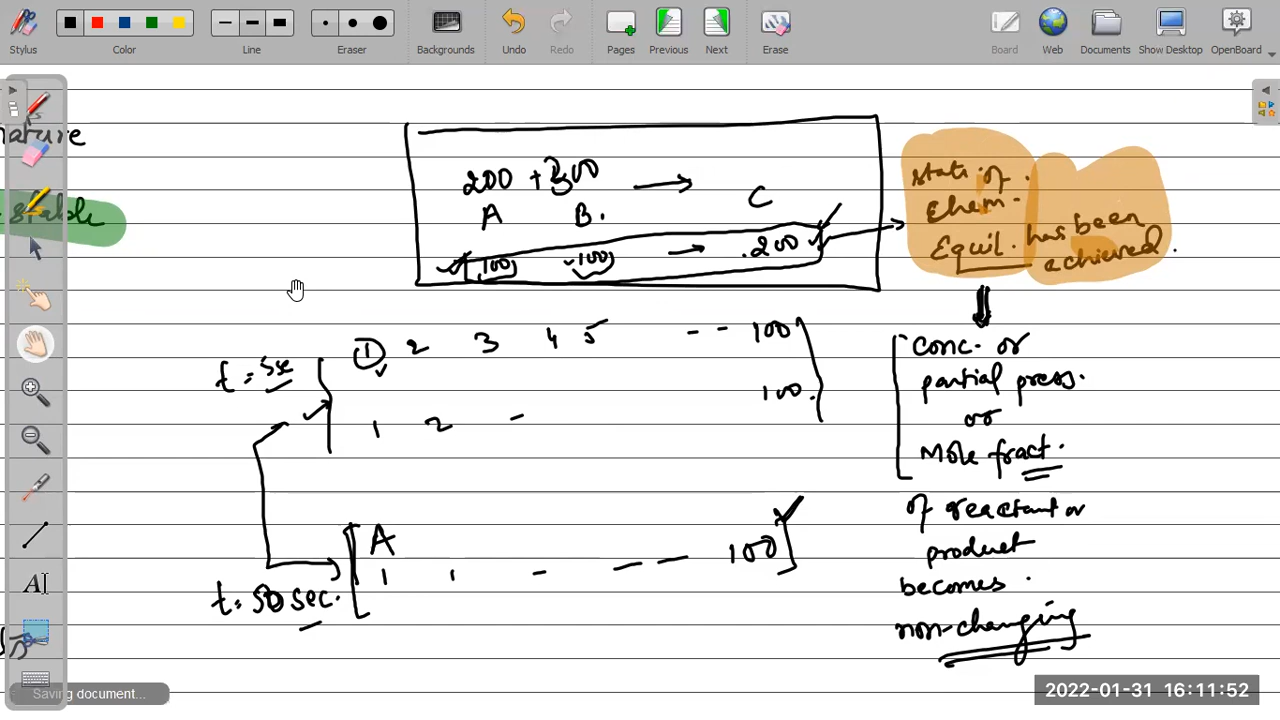 Stylus
Color
Line
Eraser
Backgrounds
Undo
Redo
Pages
Previous
Next
Erase
Board
Web
Documents
Show Desktop
OpenBoard
nature
stable
200 + 300 → C
A B.
100 100 → .200
State of
Chem.
Equil. has been
achieved.
t = 5 sec
1 2 3 4 5 - - 100
100.
1 2 -
A
1 1 - - - 100
t = 50 sec.
Conc. or
partial press.
or
Mole fract.
of reactant or
product
becomes
non-changing
Saving document...
2022-01-31 16:11:52